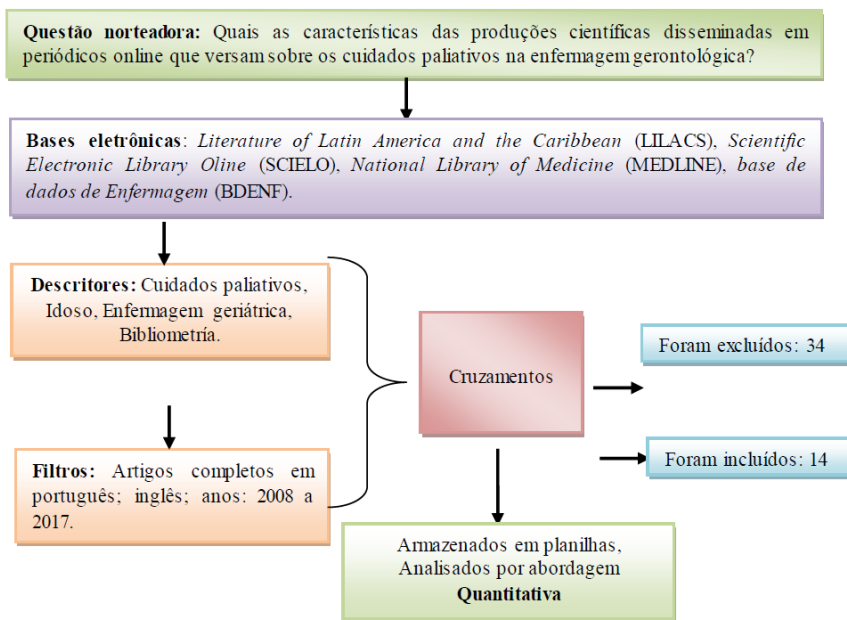 Questão norteadora: Quais as características das produções científicas disseminadas em
periódicos online que versam sobre os cuidados paliativos na enfermagem gerontológica?
Bases eletrônicas: Literature of Latin America and the Caribbean (LILACS), Scientific
Electronic Library Oline (SCIELO), National Library of Medicine (MEDLINE), base de
dados de Enfermagem (BDENF).
Descritores: Cuidados paliativos,
Idoso, Enfermagem geriátrica,
Bibliometría.
Filtros: Artigos completos em
português; inglês; anos: 2008 a
2017.
Cruzamentos
Foram excluídos: 34
Foram incluídos: 14
Armazenados em planilhas,
Analisados por abordagem
Quantitativa